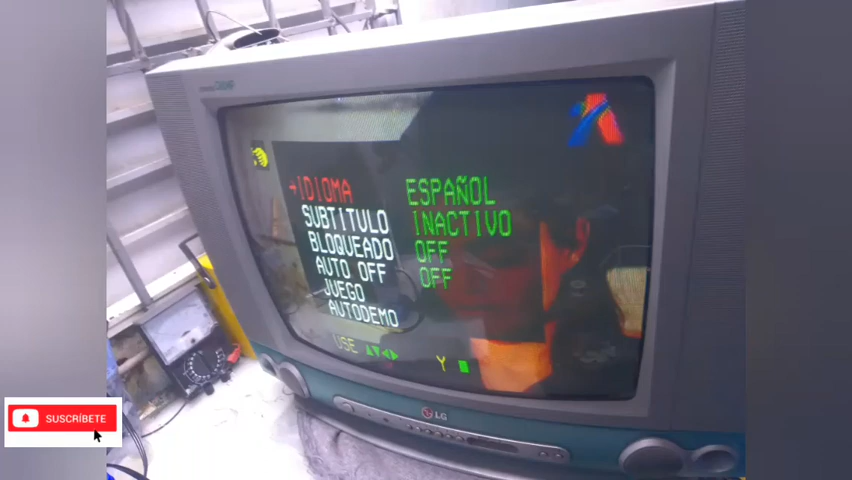 →IDIOMA ESPAÑOL
SUBTITULO INACTIVO
BLOQUEADO OFF
AUTO OFF OFF
JUEGO
AUTODEMO
USE ▲▼◄► Y ■
LG
SUSCRÍBETE